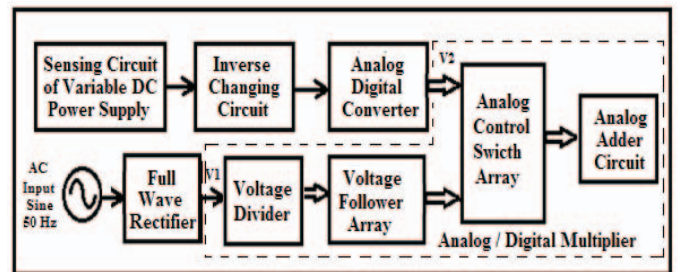 Sensing Circuit
of Variable DC
Power Supply
Inverse
Changing
Circuit
Analog
Digital
Converter
V2
Analog
Control
Swicth
Array
Analog
Adder
Circuit
AC
Input
Sine
50 Hz
Full
Wave
Rectifier
V1
Voltage
Divider
Voltage
Follower
Array
Analog / Digital Multiplier